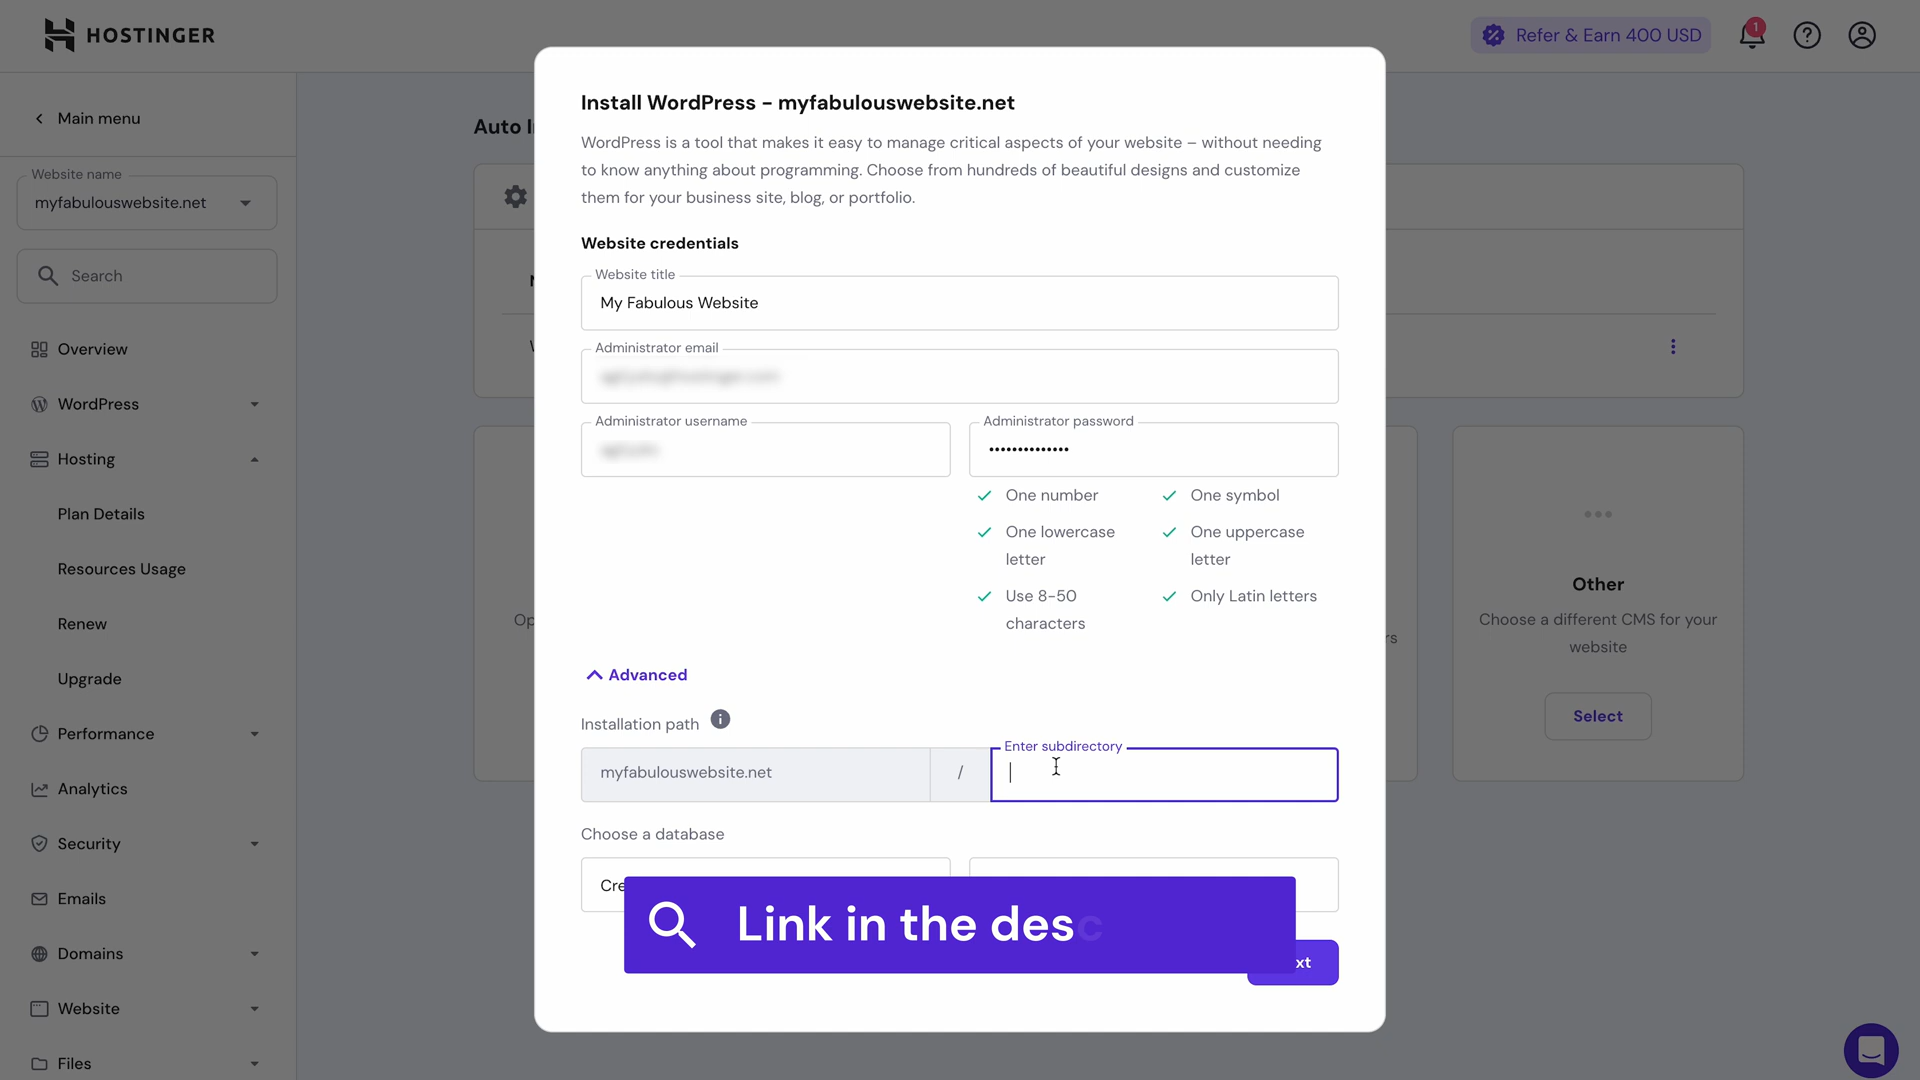 HOSTINGER
Refer & Earn 400 USD
1
Main menu
Website name
myfabulouswebsite.net
Search
Overview
WordPress
Hosting
Plan Details
Resources Usage
Renew
Upgrade
Performance
Analytics
Security
Emails
Domains
Website
Files
Auto
Install WordPress - myfabulouswebsite.net
WordPress is a tool that makes it easy to manage critical aspects of your website – without needing
to know anything about programming. Choose from hundreds of beautiful designs and customize
them for your business site, blog, or portfolio.
Website credentials
Website title
My Fabulous Website
Administrator email
Administrator username
Administrator password
••••••••••••••
One number
One symbol
One lowercase
letter
One uppercase
letter
Use 8-50
characters
Only Latin letters
Advanced
Installation path
myfabulouswebsite.net
/
Enter subdirectory
Choose a database
Cre
Link in the desc
xt
Op
rs
Other
Choose a different CMS for your
website
Select